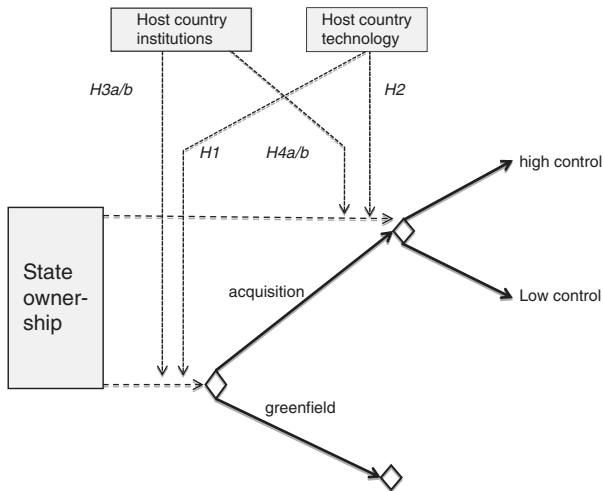 Host country
institutions
Host country
technology
H3a/b
H2
H1
H4a/b
high control
State
owner-
ship
acquisition
Low control
greenfield